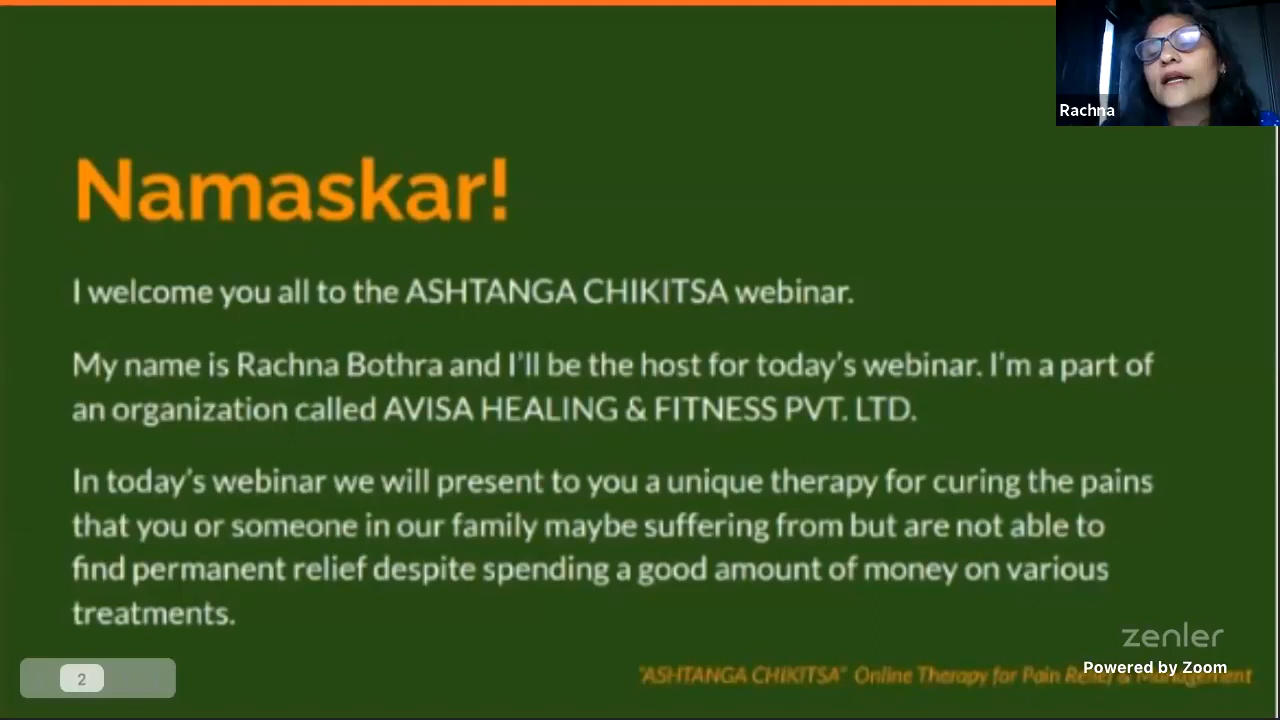 Rachna
Namaskar!
I welcome you all to the ASHTANGA CHIKITSA webinar.
My name is Rachna Bothra and I'll be the host for today's webinar. I'm a part of
an organization called AVISA HEALING & FITNESS PVT. LTD.
In today's webinar we will present to you a unique therapy for curing the pains
that you or someone in our family maybe suffering from but are not able to
find permanent relief despite spending a good amount of money on various
treatments.
zenler
Powered by Zoom
2
"ASHTANGA CHIKITSA" Online Therapy for Pain Relief & Management